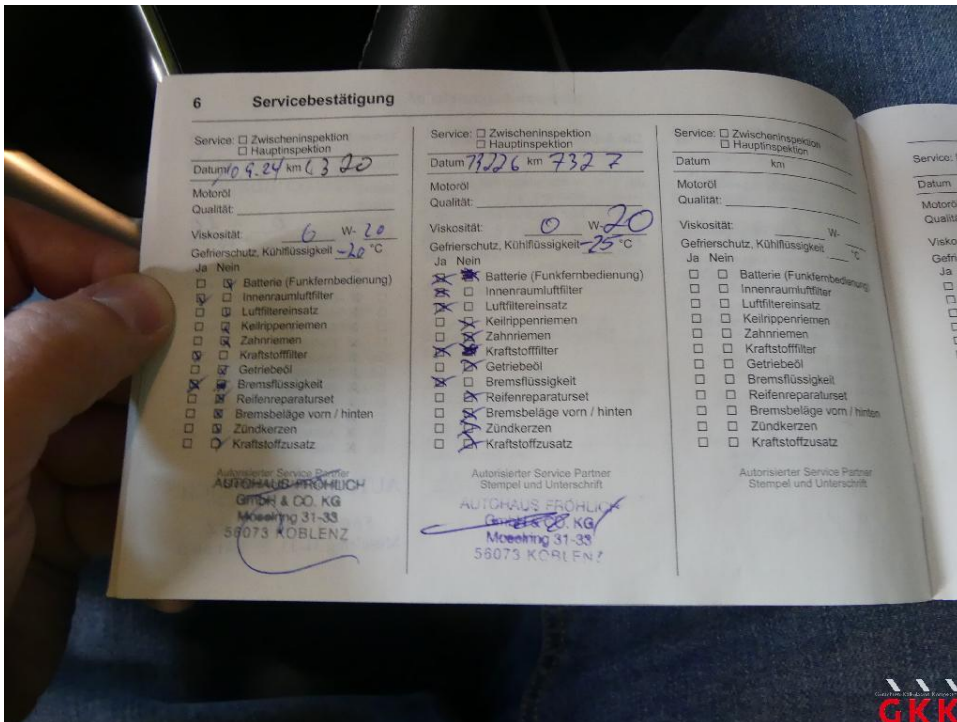 6 Servicebestätigung
Service: Zwischeninspektion
Hauptinspektion
Datum 24 km 20
Motoröl
Qualität:
Viskosität: W- 20
Gefrierschutz, Kühlflüssigkeit -20 °C
Ja Nein
Batterie (Funkfernbedienung)
Innenraumluftfilter
Luftfiltereinsatz
Keilrippenriemen
Zahnriemen
Kraftstofffilter
Getriebeöl
Bremsflüssigkeit
Reifenreparaturset
Bremsbeläge vorn / hinten
Zündkerzen
Kraftstoffzusatz
Autorisierter Service Partner
AUTOHAUS FRÖHLICH
GmbH & CO. KG
Moselring 31-33
56073 KOBLENZ
Service: Zwischeninspektion
Hauptinspektion
Datum km 7327
Motoröl
Qualität:
Viskosität: 0 W- 20
Gefrierschutz, Kühlflüssigkeit -25 °C
Ja Nein
Batterie (Funkfernbedienung)
Innenraumluftfilter
Luftfiltereinsatz
Keilrippenriemen
Zahnriemen
Kraftstofffilter
Getriebeöl
Bremsflüssigkeit
Reifenreparaturset
Bremsbeläge vorn / hinten
Zündkerzen
Kraftstoffzusatz
Autorisierter Service Partner
Stempel und Unterschrift
AUTOHAUS FRÖHLICH
GmbH & CO. KG
Moselring 31-33
56073 KOBLENZ
Service: Zwischeninspektion
Hauptinspektion
Datum km
Motoröl
Qualität:
Viskosität: W-
Gefrierschutz, Kühlflüssigkeit °C
Ja Nein
Batterie (Funkfernbedienung)
Innenraumluftfilter
Luftfiltereinsatz
Keilrippenriemen
Zahnriemen
Kraftstofffilter
Getriebeöl
Bremsflüssigkeit
Reifenreparaturset
Bremsbeläge vorn / hinten
Zündkerzen
Kraftstoffzusatz
Autorisierter Service Partner
Stempel und Unterschrift
Service:
Datum
GKK